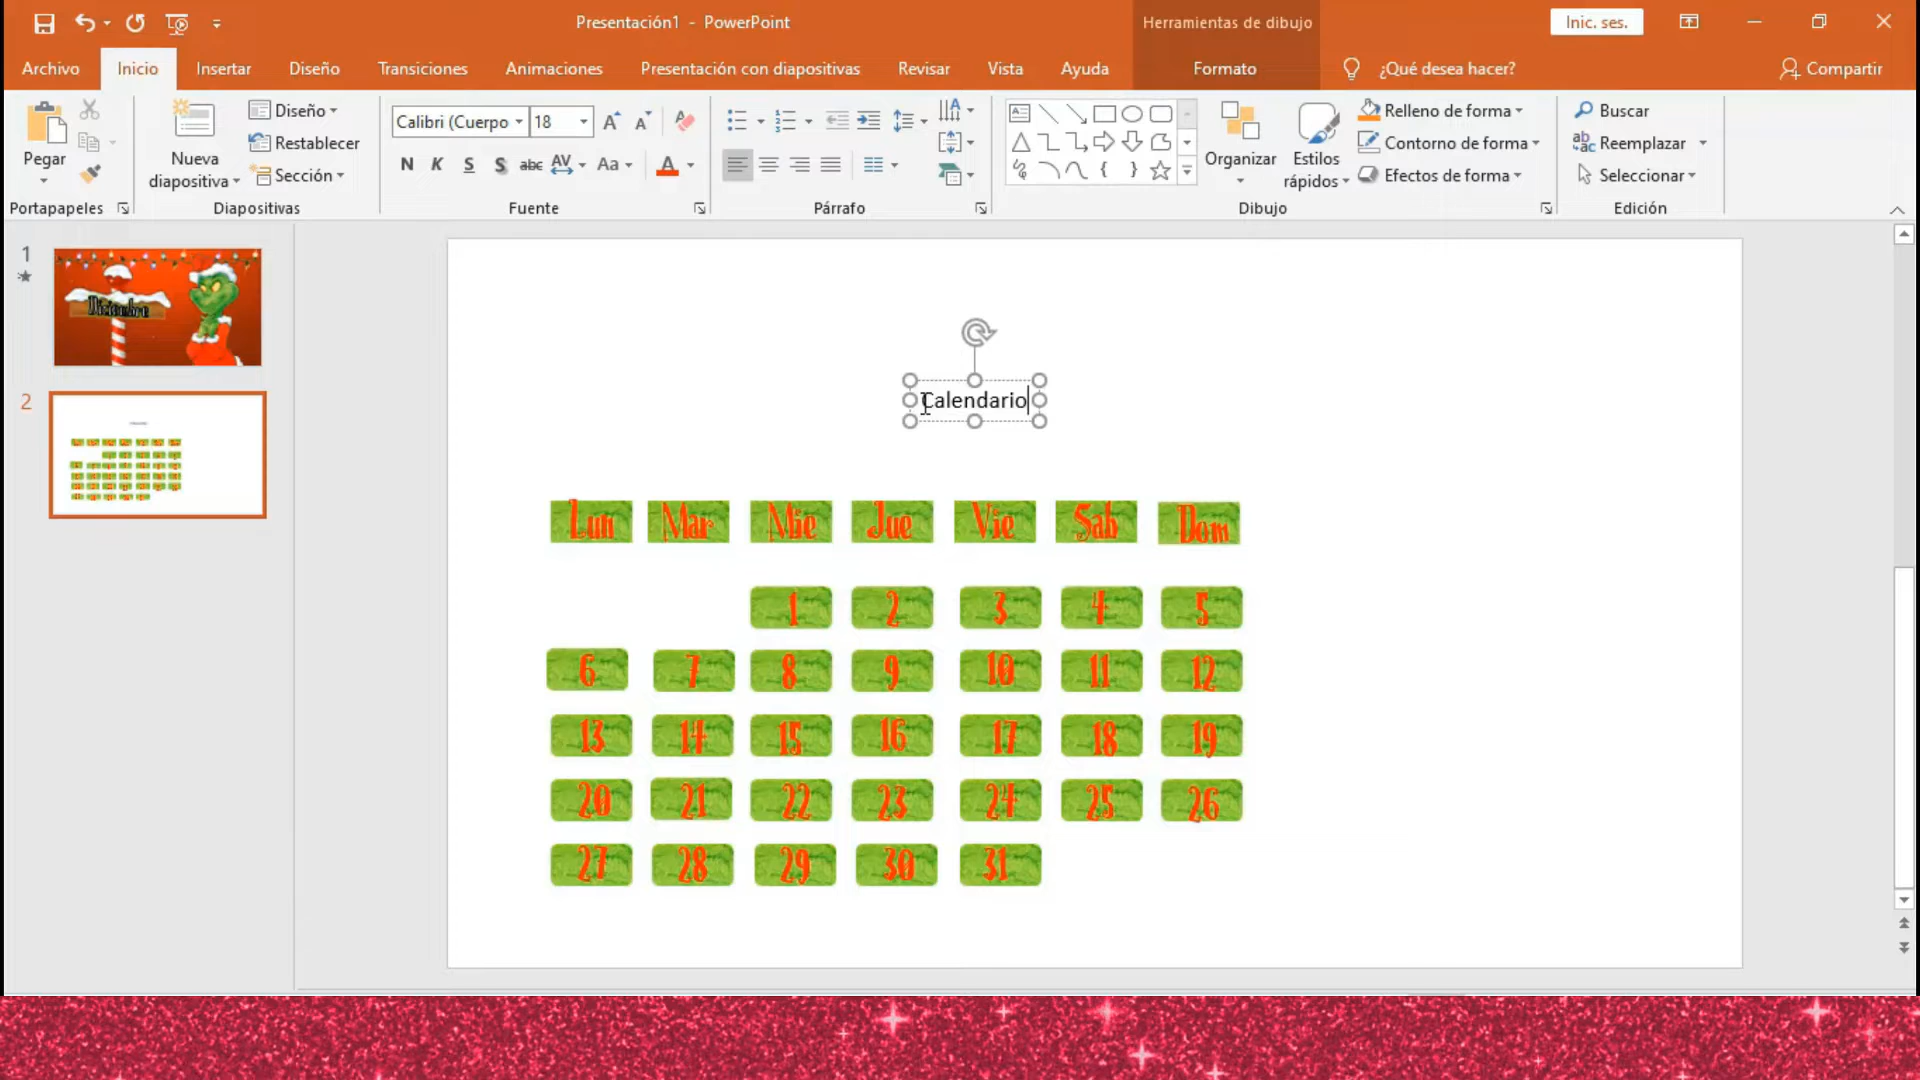 Presentación1 - PowerPoint
Herramientas de dibujo
Inic. ses.
Archivo Inicio Insertar Diseño Transiciones Animaciones Presentación con diapositivas Revisar Vista Ayuda Formato ¿Qué desea hacer? Compartir
Pegar
Portapapeles
Nueva diapositiva
Diseño
Restablecer
Sección
Diapositivas
Calibri (Cuerpo 18
N K S S abc AV Aa A
Fuente
Párrafo
Organizar
Estilos rápidos
Relleno de forma
Contorno de forma
Efectos de forma
Dibujo
Buscar
Reemplazar
Seleccionar
Edición
1
Diciembre
2
Calendario
Lun Mar Mie Jue Vie Sab Dom
1 2 3 4 5
6 7 8 9 10 11 12
13 14 15 16 17 18 19
20 21 22 23 24 25 26
27 28 29 30 31